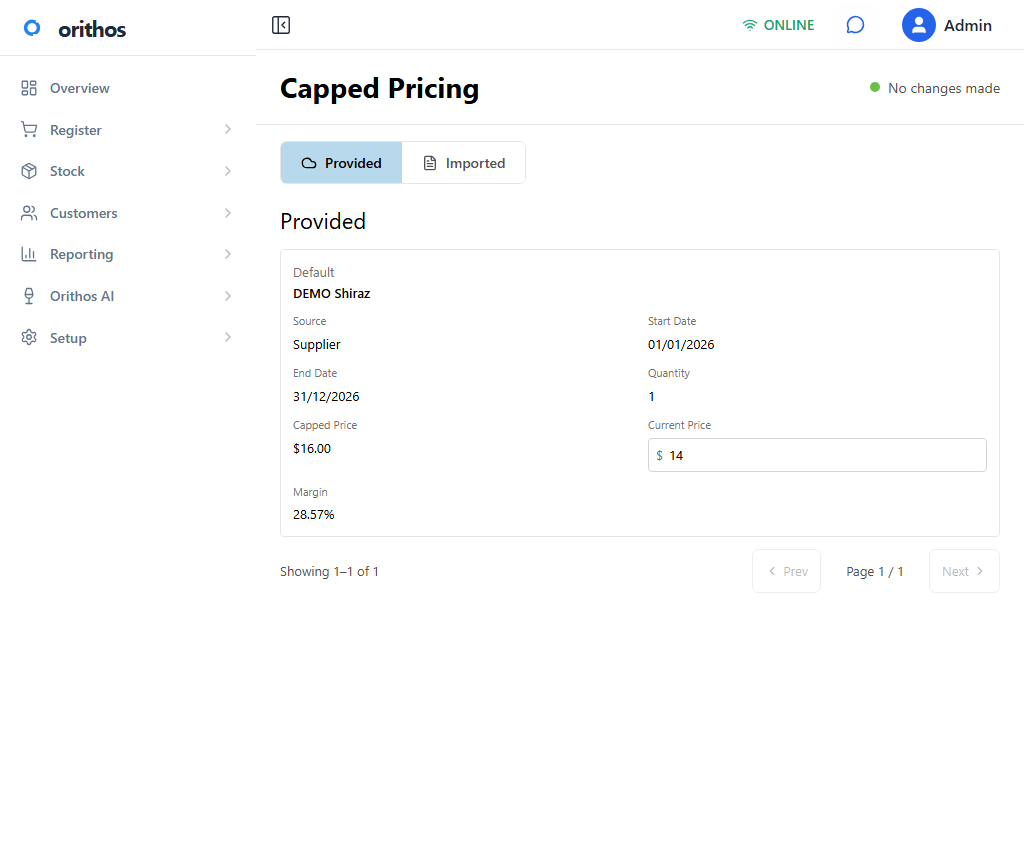 orithos
ONLINE
Admin
Overview
Register
Stock
Customers
Reporting
Orithos AI
Setup
Capped Pricing
No changes made
Provided
Imported
Provided
Default
DEMO Shiraz
Source
Start Date
Supplier
01/01/2026
End Date
Quantity
31/12/2026
1
Capped Price
Current Price
$16.00
$ 14
Margin
28.57%
Showing 1–1 of 1
Prev
Page 1 / 1
Next